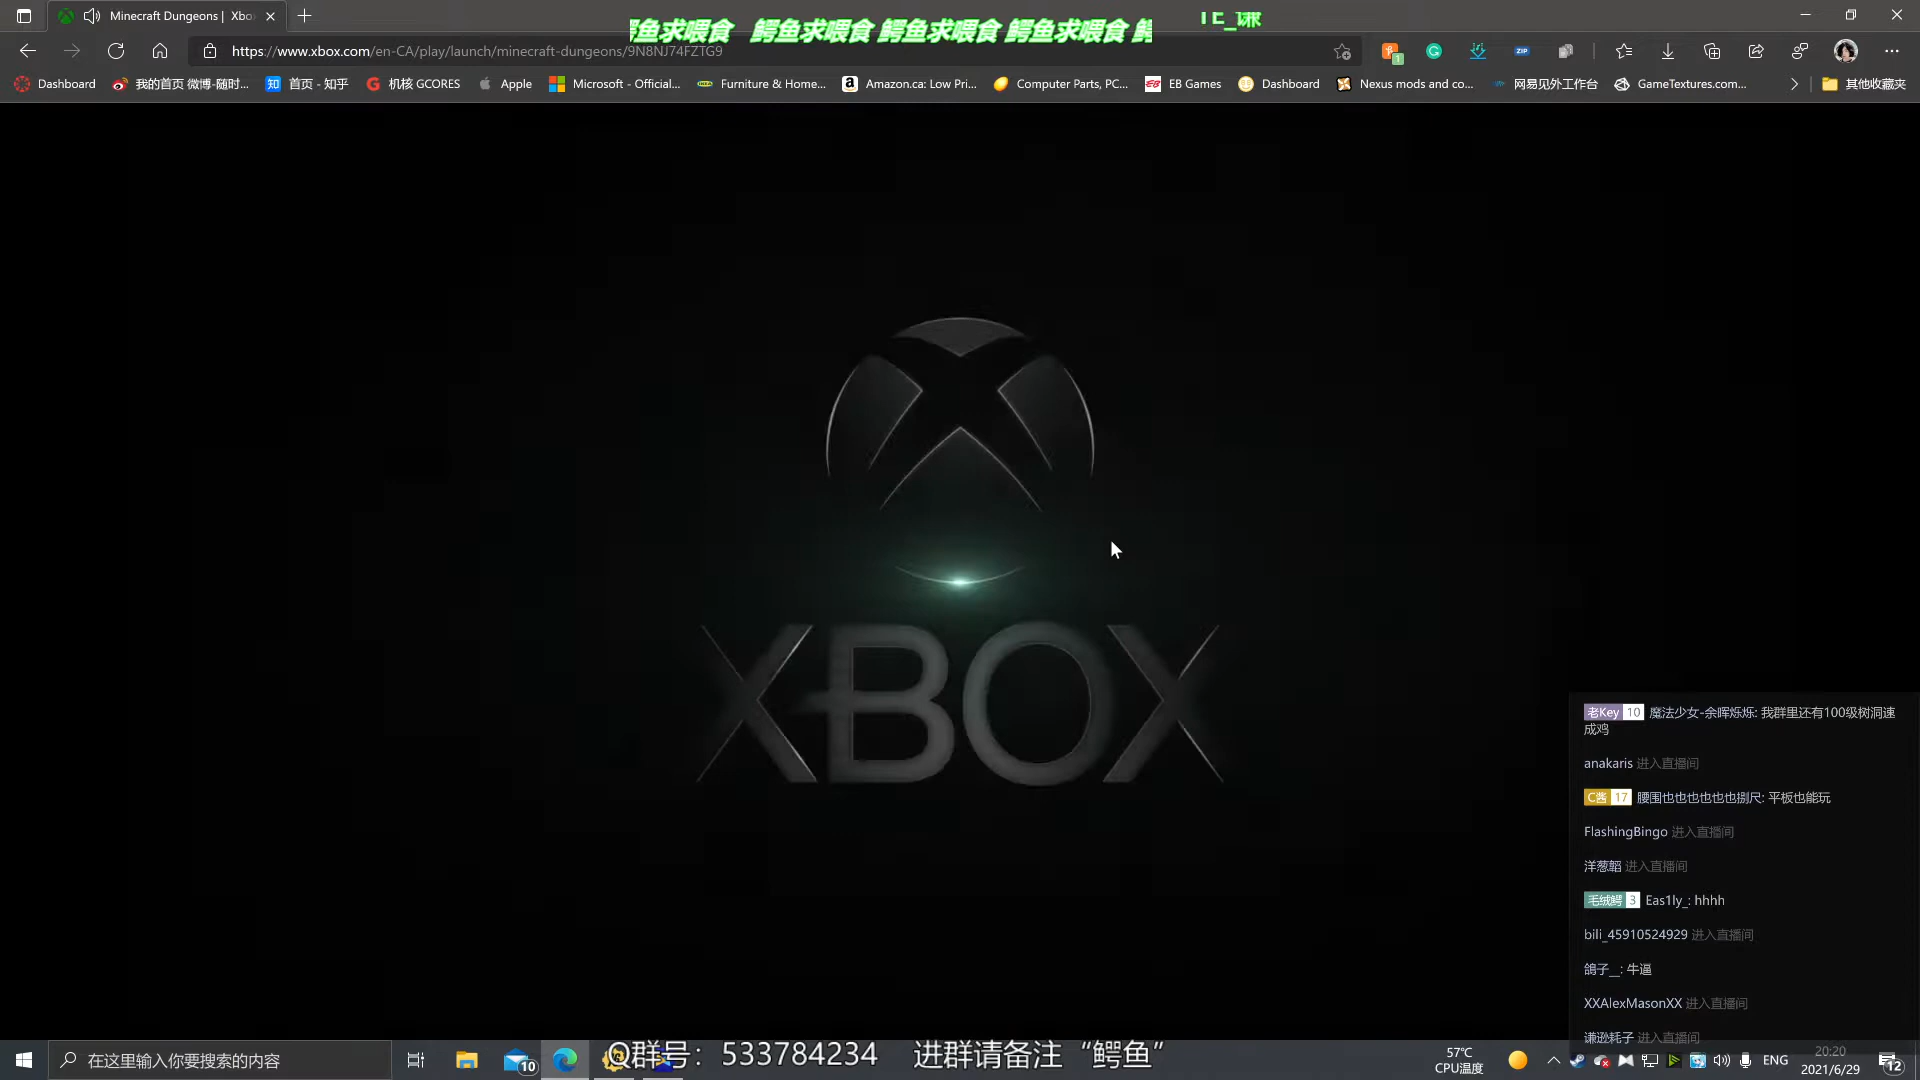 Minecraft Dungeons | Xbo
鱼求喂食 鳄鱼求喂食 鳄鱼求喂食 鳄鱼求喂食
https://www.xbox.com/en-CA/play/launch/minecraft-dungeons/9N8NJ74FZTG9
1
ZIP
Dashboard 我的首页 微博-随时... 知 首页 - 知乎 机核 GCORES Apple Microsoft - Official... Furniture & Home... a Amazon.ca: Low Pri... Computer Parts, PC... EB EB Games Dashboard Nexus mods and co... 网易见外工作台 GameTextures.com... 其他收藏夹
XBOX
老Key 10 魔法少女-余晖烁烁: 我群里还有100级树洞速
成鸡
anakaris 进入直播间
C酱 17 腰围也也也也也也捌尺: 平板也能玩
FlashingBingo 进入直播间
洋葱韜 进入直播间
毛绒鳄 3 Eas1ly_: hhhh
bili_45910524929 进入直播间
鴿子__: 牛逼
XXAlexMasonXX 进入直播间
谦逊耗子 进入直播间
在这里输入你要搜索的内容
10
Q群号：533784234 进群请备注“鳄鱼”
57℃
CPU温度
ENG
20:20
2021/6/29
12